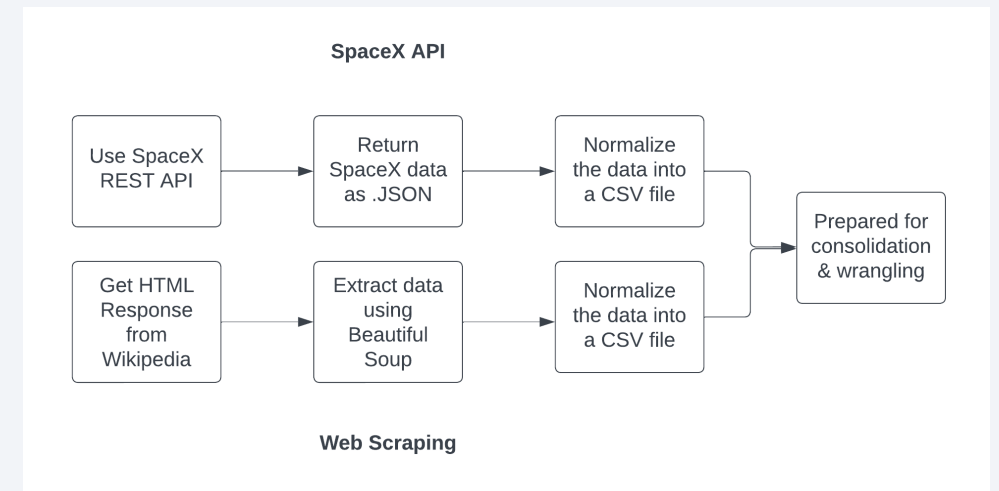 SpaceX API
Use SpaceX
REST API
Return
SpaceX data
as .JSON
Normalize
the data into
a CSV file
Prepared for
consolidation
& wrangling
Get HTML
Response
from
Wikipedia
Extract data
using
Beautiful
Soup
Normalize
the data into
a CSV file
Web Scraping